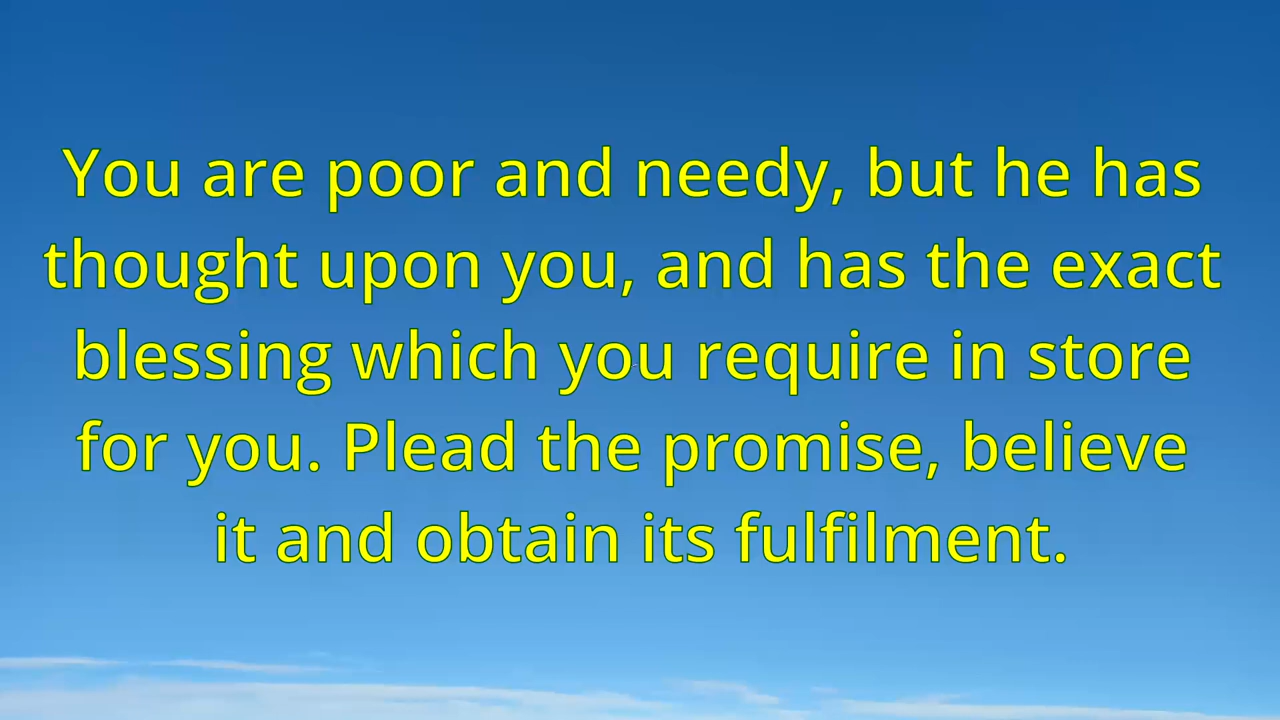 You are poor and needy, but he has
thought upon you, and has the exact
blessing which you require in store
for you. Plead the promise, believe
it and obtain its fulfilment.